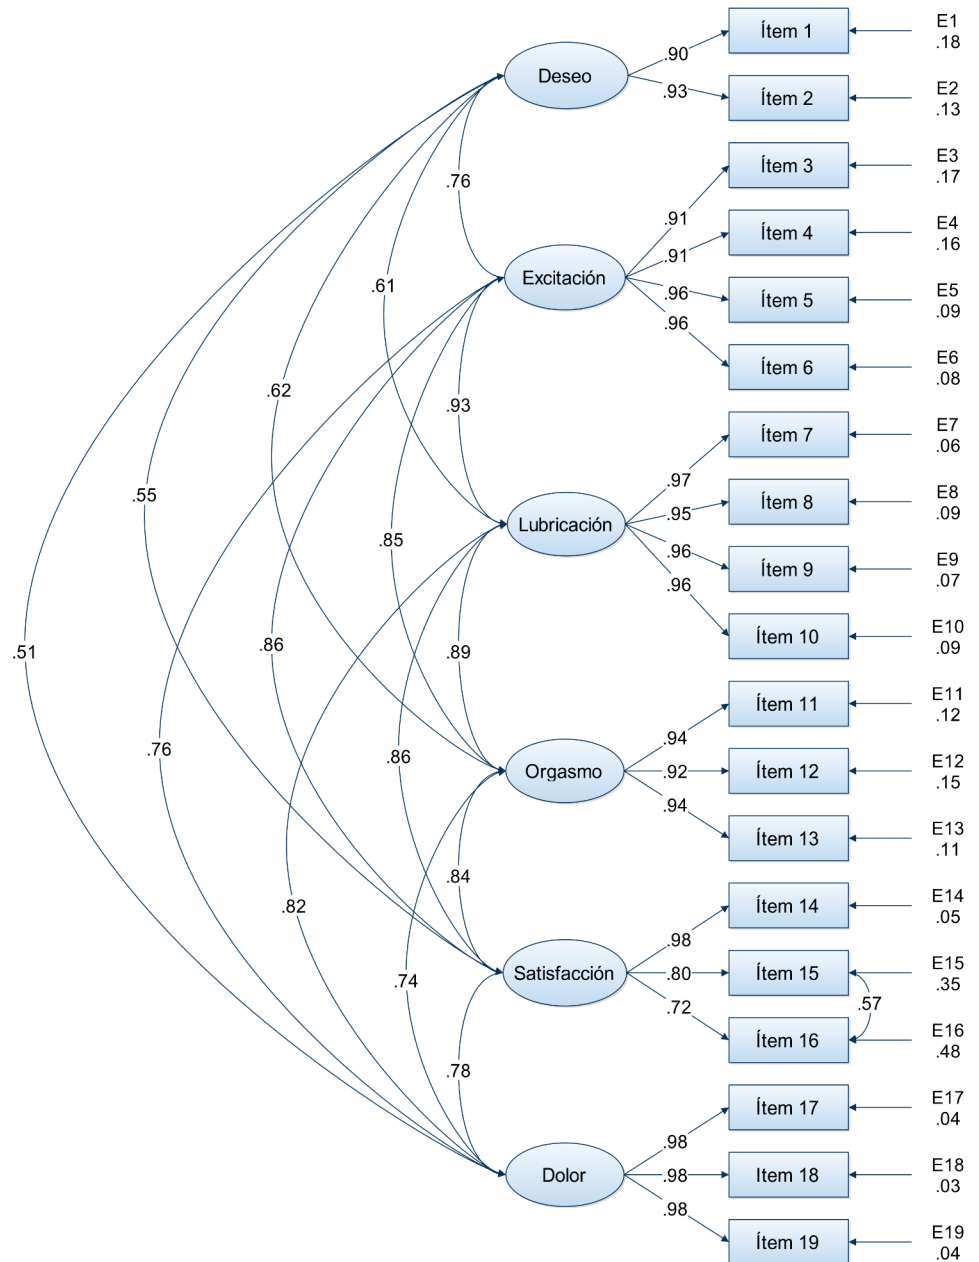 Deseo
Excitación
Lubricación
Orgasmo
Satisfacción
Dolor
.76
.61
.62
.55
.51
.93
.85
.86
.76
.89
.86
.82
.84
.74
.78
.90
.93
.91
.91
.96
.96
.97
.95
.96
.96
.94
.92
.94
.98
.80
.72
.98
.98
.98
Ítem 1
Ítem 2
Ítem 3
Ítem 4
Ítem 5
Ítem 6
Ítem 7
Ítem 8
Ítem 9
Ítem 10
Ítem 11
Ítem 12
Ítem 13
Ítem 14
Ítem 15
Ítem 16
Ítem 17
Item 18
Ítem 19
E1
.18
E2
.13
E3
.17
E4
.16
E5
.09
E6
.08
E7
.06
E8
.09
E9
.07
E10
.09
E11
.12
E12
.15
E13
.11
E14
.05
E15
.35
.57
E16
.48
E17
.04
E18
.03
E19
.04